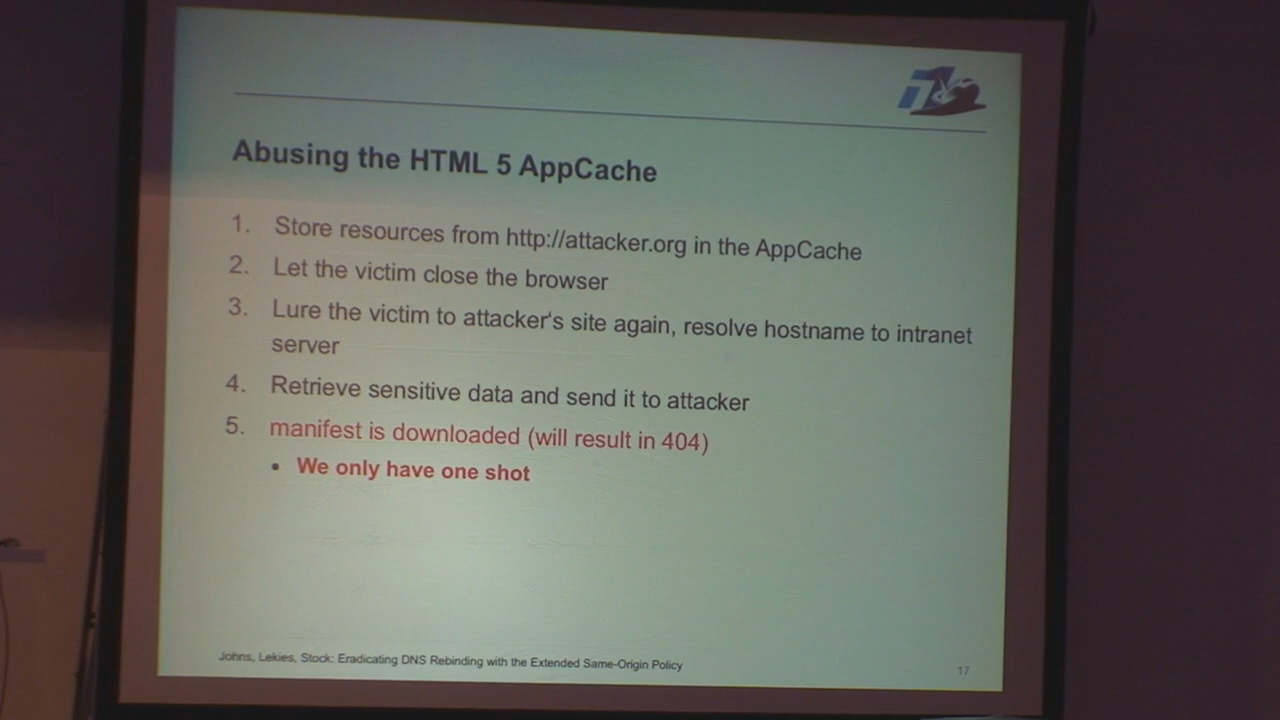 Abusing the HTML 5 AppCache
1. Store resources from http://attacker.org in the AppCache
2. Let the victim close the browser
3. Lure the victim to attacker's site again, resolve hostname to intranet
server
4. Retrieve sensitive data and send it to attacker
5. manifest is downloaded (will result in 404)
• We only have one shot
Johns, Lekies, Stock: Eradicating DNS Rebinding with the Extended Same-Origin Policy
17